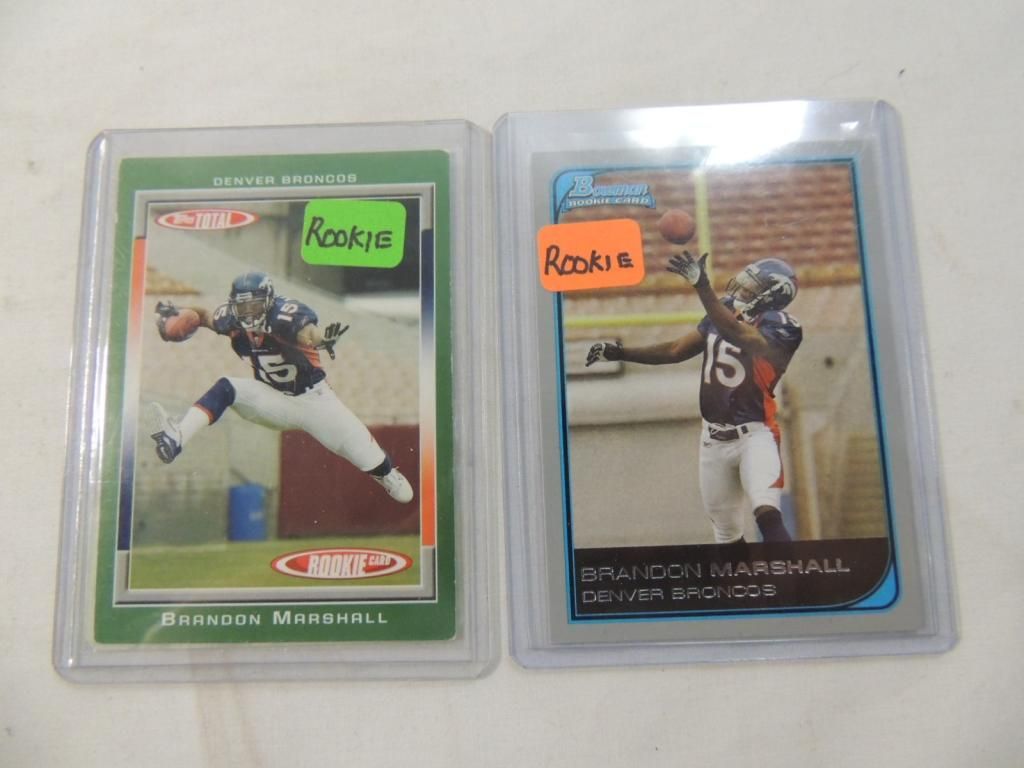 DENVER BRONCOS
Topps TOTAL
ROOKIE
15
15
ROOKIE CARD
BRANDON MARSHALL
Bowman
ROOKIE CARD
ROOKIE
15
BRANDON MARSHALL
DENVER BRONCOS